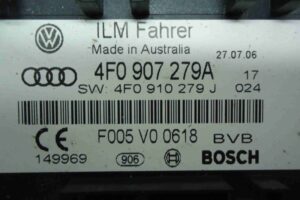 ILM Fahrer
Made in Australia 27.07.06
4F0 907 279A 17
SW: 4F0 910 279 J 024
F005 V0 0618 BVB
149969 906 BOSCH